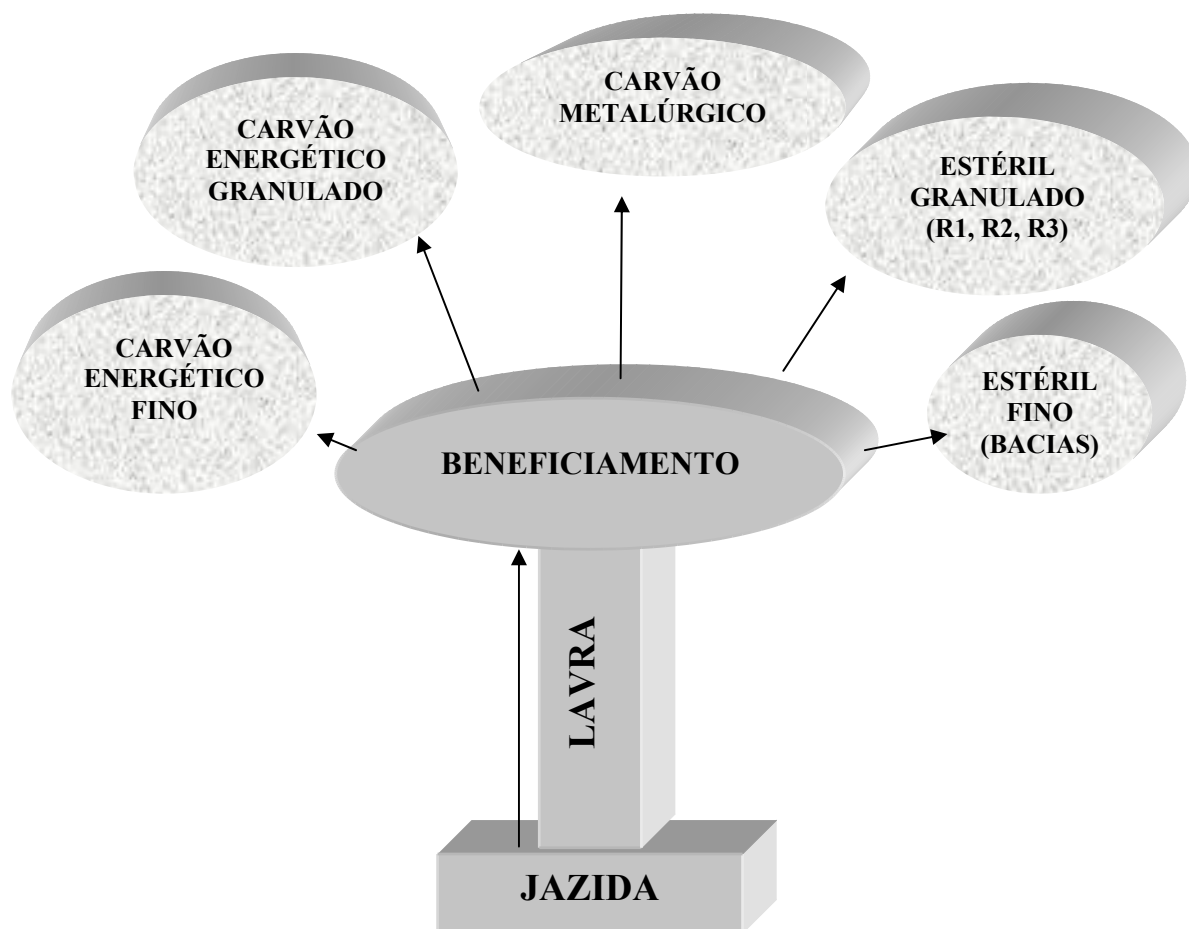 CARVÃO
METALÚRGICO
CARVÃO
ENERGÉTICO
GRANULADO
ESTÉRIL
GRANULADO
(R1, R2, R3)
CARVÃO
ENERGÉTICO
FINO
ESTÉRIL
FINO
(BACIAS)
BENEFICIAMENTO
LAVRA
JAZIDA